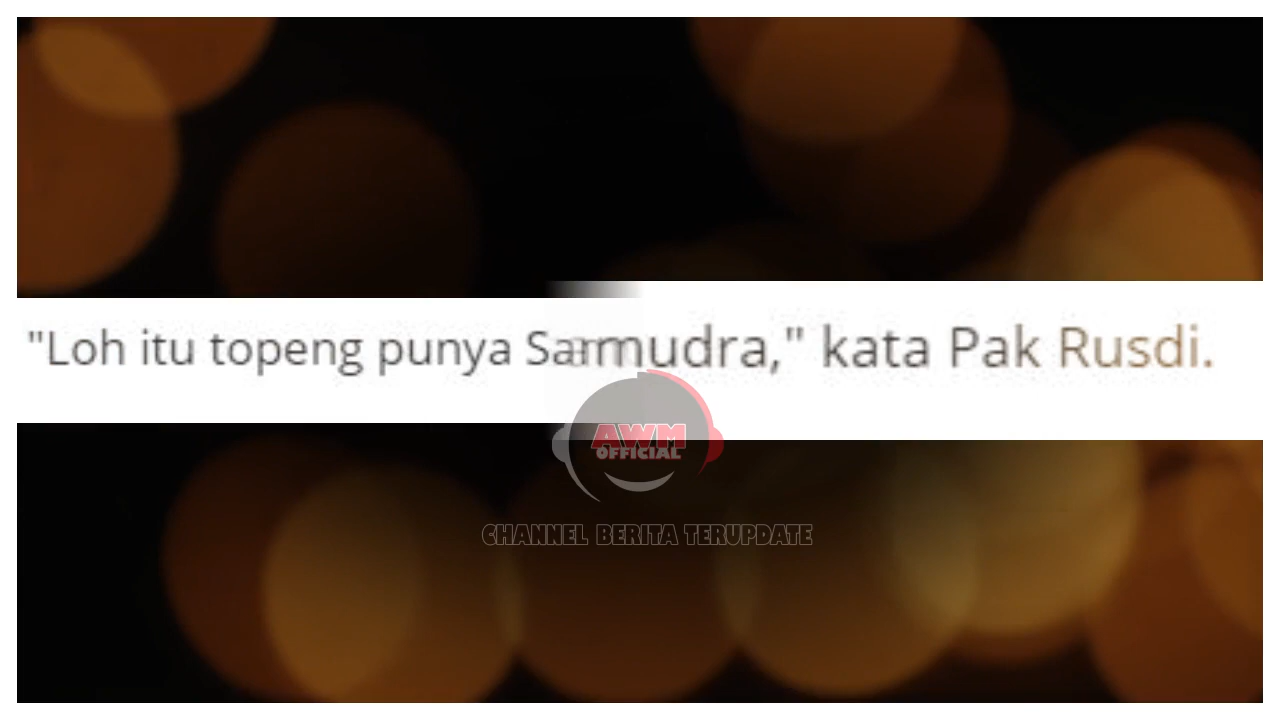 "Loh itu topeng punya Samudra," kata Pak Rusdi.
AWM
OFFICIAL
CHANNEL BERITA TERUPDATE